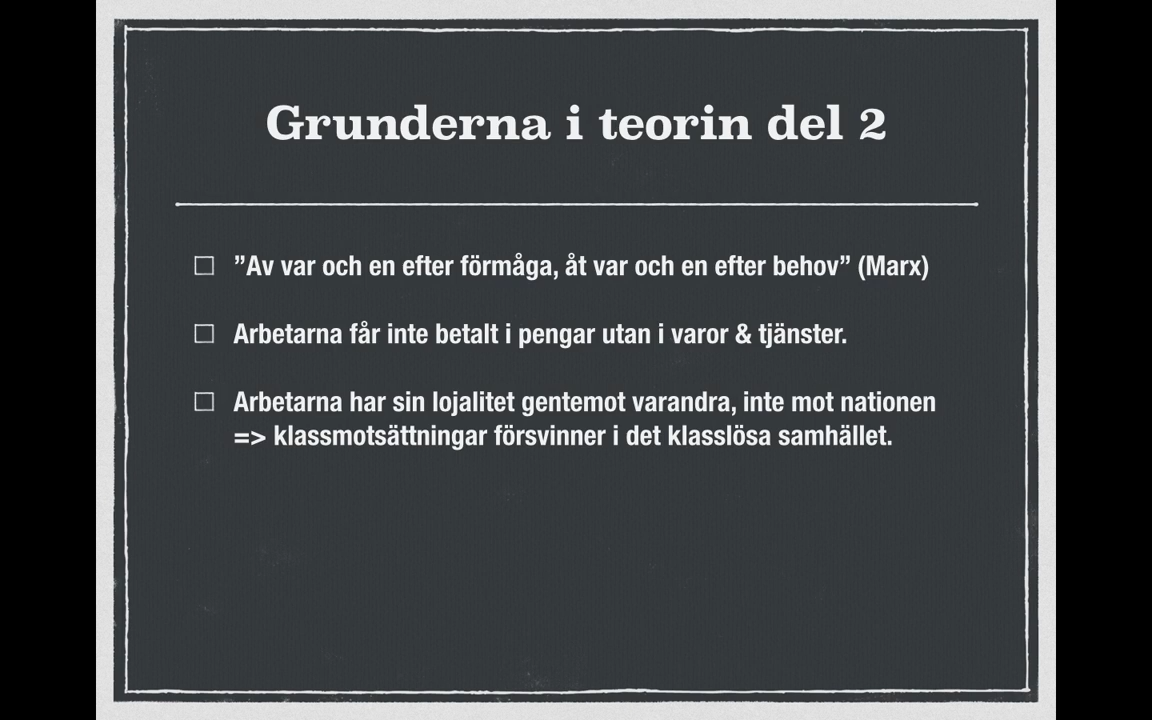 Grunderna i teorin del 2
”Av var och en efter förmåga, åt var och en efter behov” (Marx)
Arbetarna får inte betalt i pengar utan i varor & tjänster.
Arbetarna har sin lojalitet gentemot varandra, inte mot nationen
=> klassmotsättningar försvinner i det klasslösa samhället.